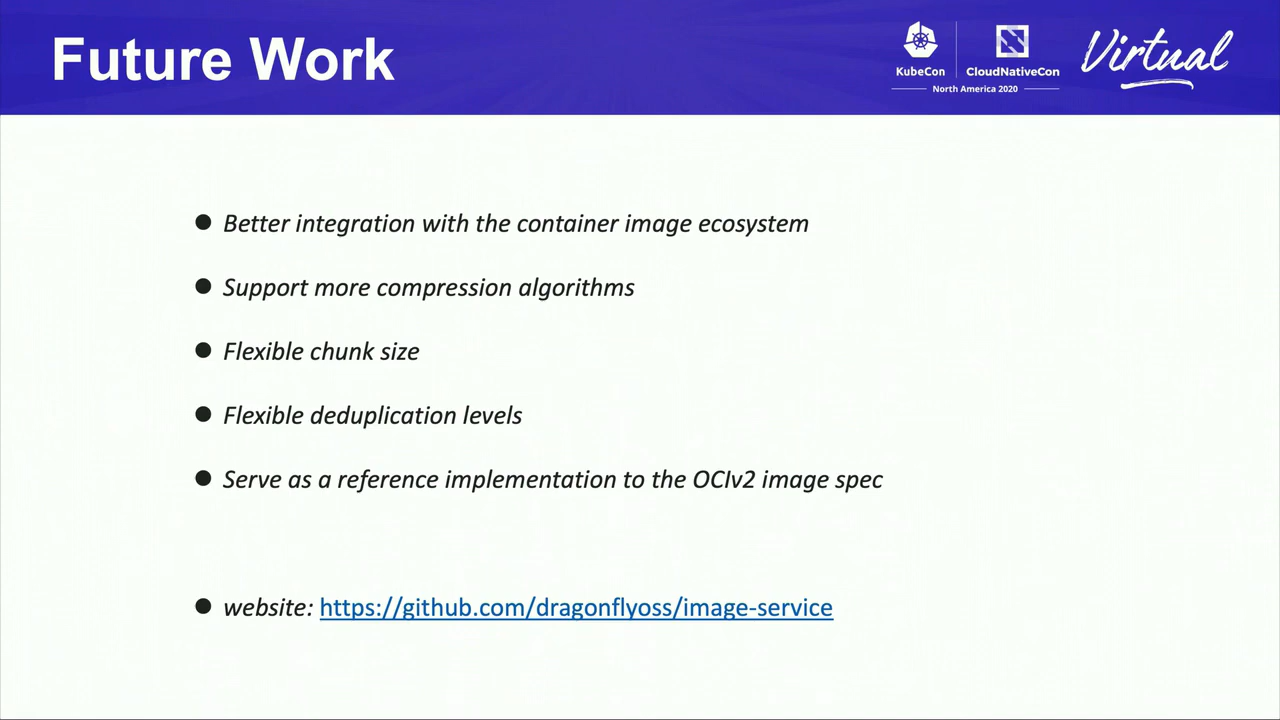 Future Work
KubeCon
CloudNativeCon
North America 2020
Virtual
● Better integration with the container image ecosystem
● Support more compression algorithms
● Flexible chunk size
● Flexible deduplication levels
● Serve as a reference implementation to the OCIv2 image spec
● website: https://github.com/dragonflyoss/image-service